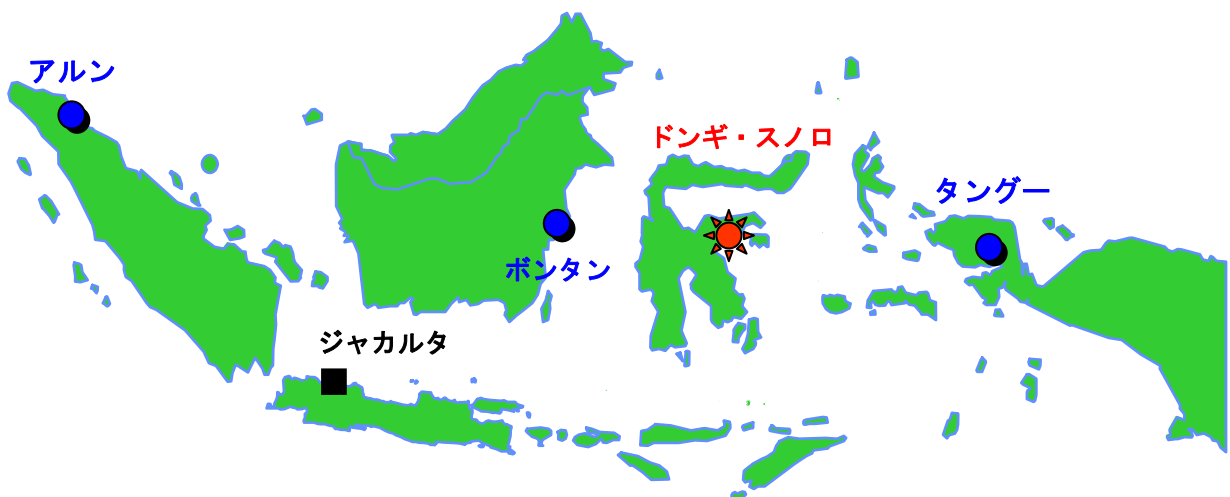 アルン
ドンギ・スノロ
タングー
ボンタン
ジャカルタ